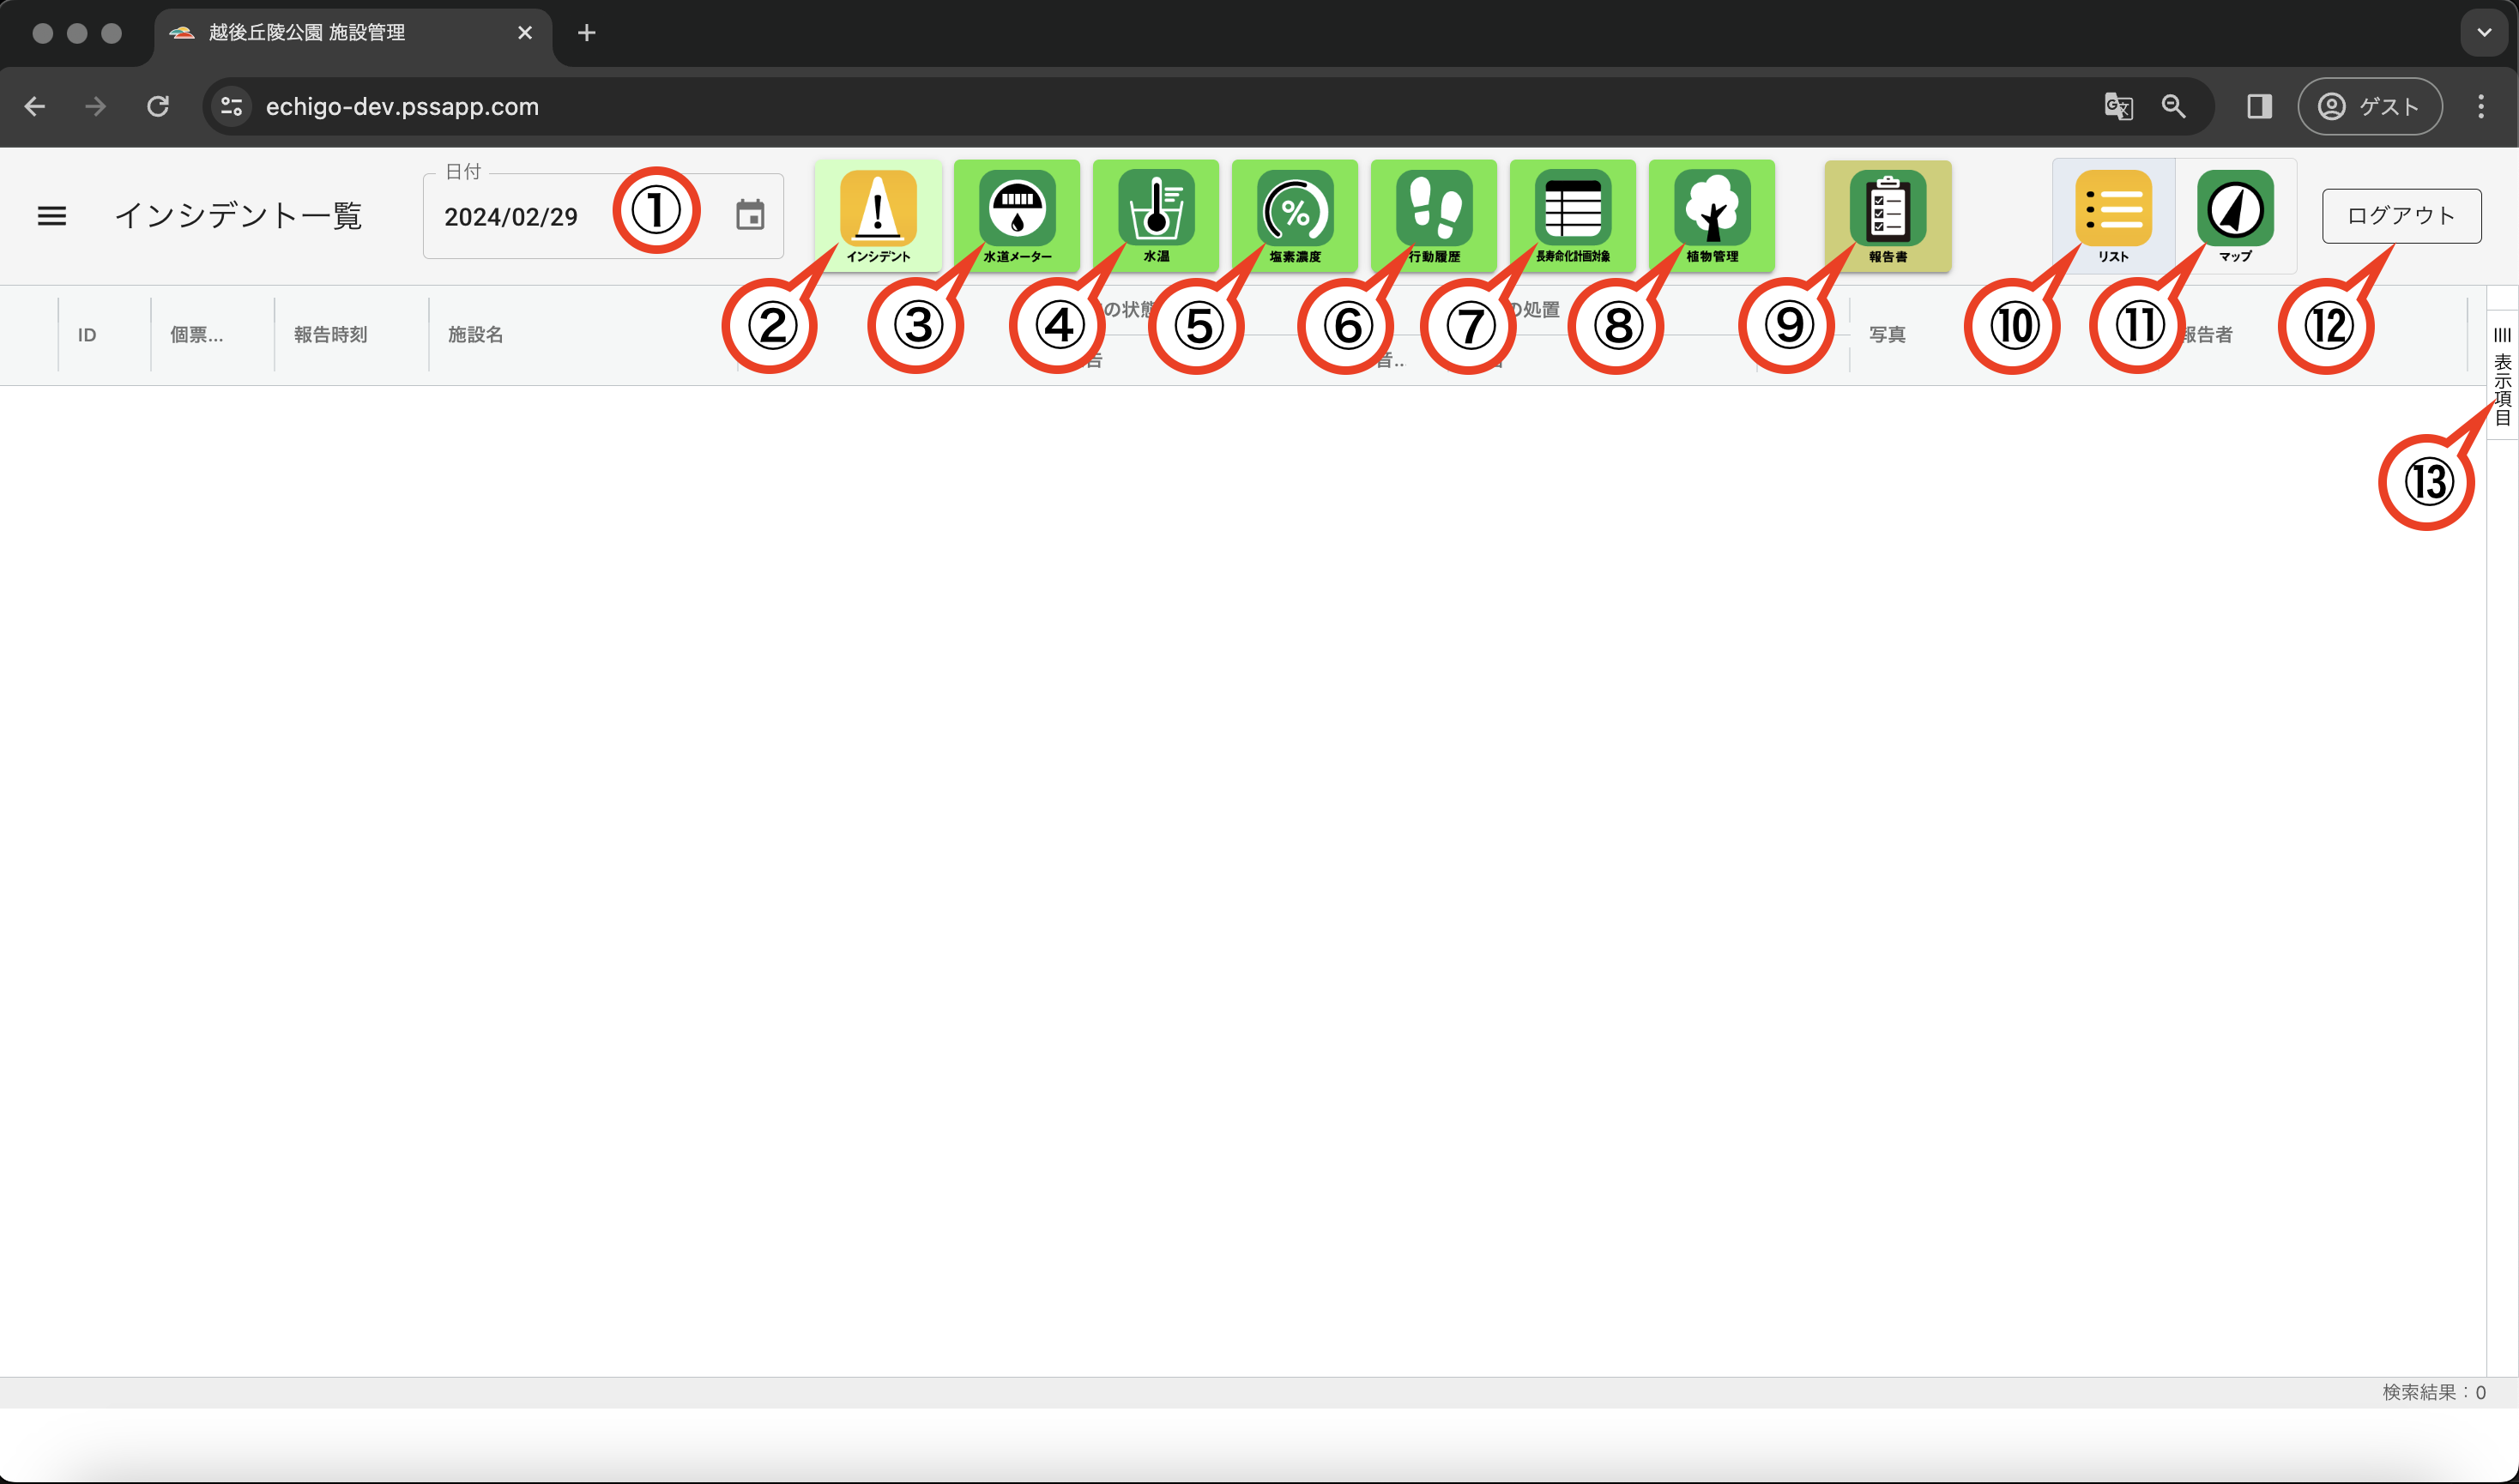 越後丘陵公園 施設管理
echigo-dev.pssapp.com
ゲスト
インシデント一覧
日付
2024/02/29
①
インシデント
水道メーター
水温
塩素濃度
行動履歴
長寿命化計画対象
植物管理
報告書
リスト
マップ
ログアウト
② ③ ④ ⑤ ⑥ ⑦ ⑧ ⑨ ⑩ ⑪ ⑫
ID
個票...
報告時刻
施設名
の状態
の処置
告
音...
写真
報告者
表示項目
⑬
検索結果：0